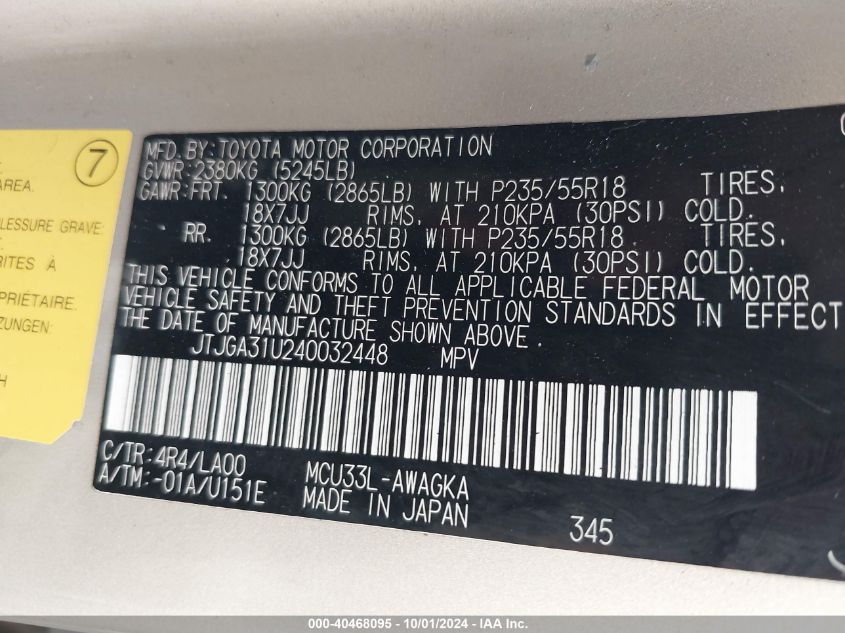 7
AREA.
PLESSURE GRAVE:
RITES À
PROPRIÉTAIRE.
ZUNGEN:
H
MFD. BY: TOYOTA MOTOR CORPORATION
GVWR: 2380KG (5245LB)
GAWR: FRT. 1300KG (2865LB) WITH P235/55R18 TIRES,
18X7JJ RIMS, AT 210KPA (30PSI) COLD.
RR. 1300KG (2865LB) WITH P235/55R18 TIRES,
18X7JJ RIMS, AT 210KPA (30PSI) COLD.
THIS VEHICLE CONFORMS TO ALL APPLICABLE FEDERAL MOTOR
VEHICLE SAFETY AND THEFT PREVENTION STANDARDS IN EFFECT
THE DATE OF MANUFACTURE SHOWN ABOVE.
JTJGA31U240032448 MPV
C/TR: 4R4/LA00 MCU33L-AWAGKA
A/TM: -01A/U151E MADE IN JAPAN 345
000-40468095 - 10/01/2024 - IAA Inc.